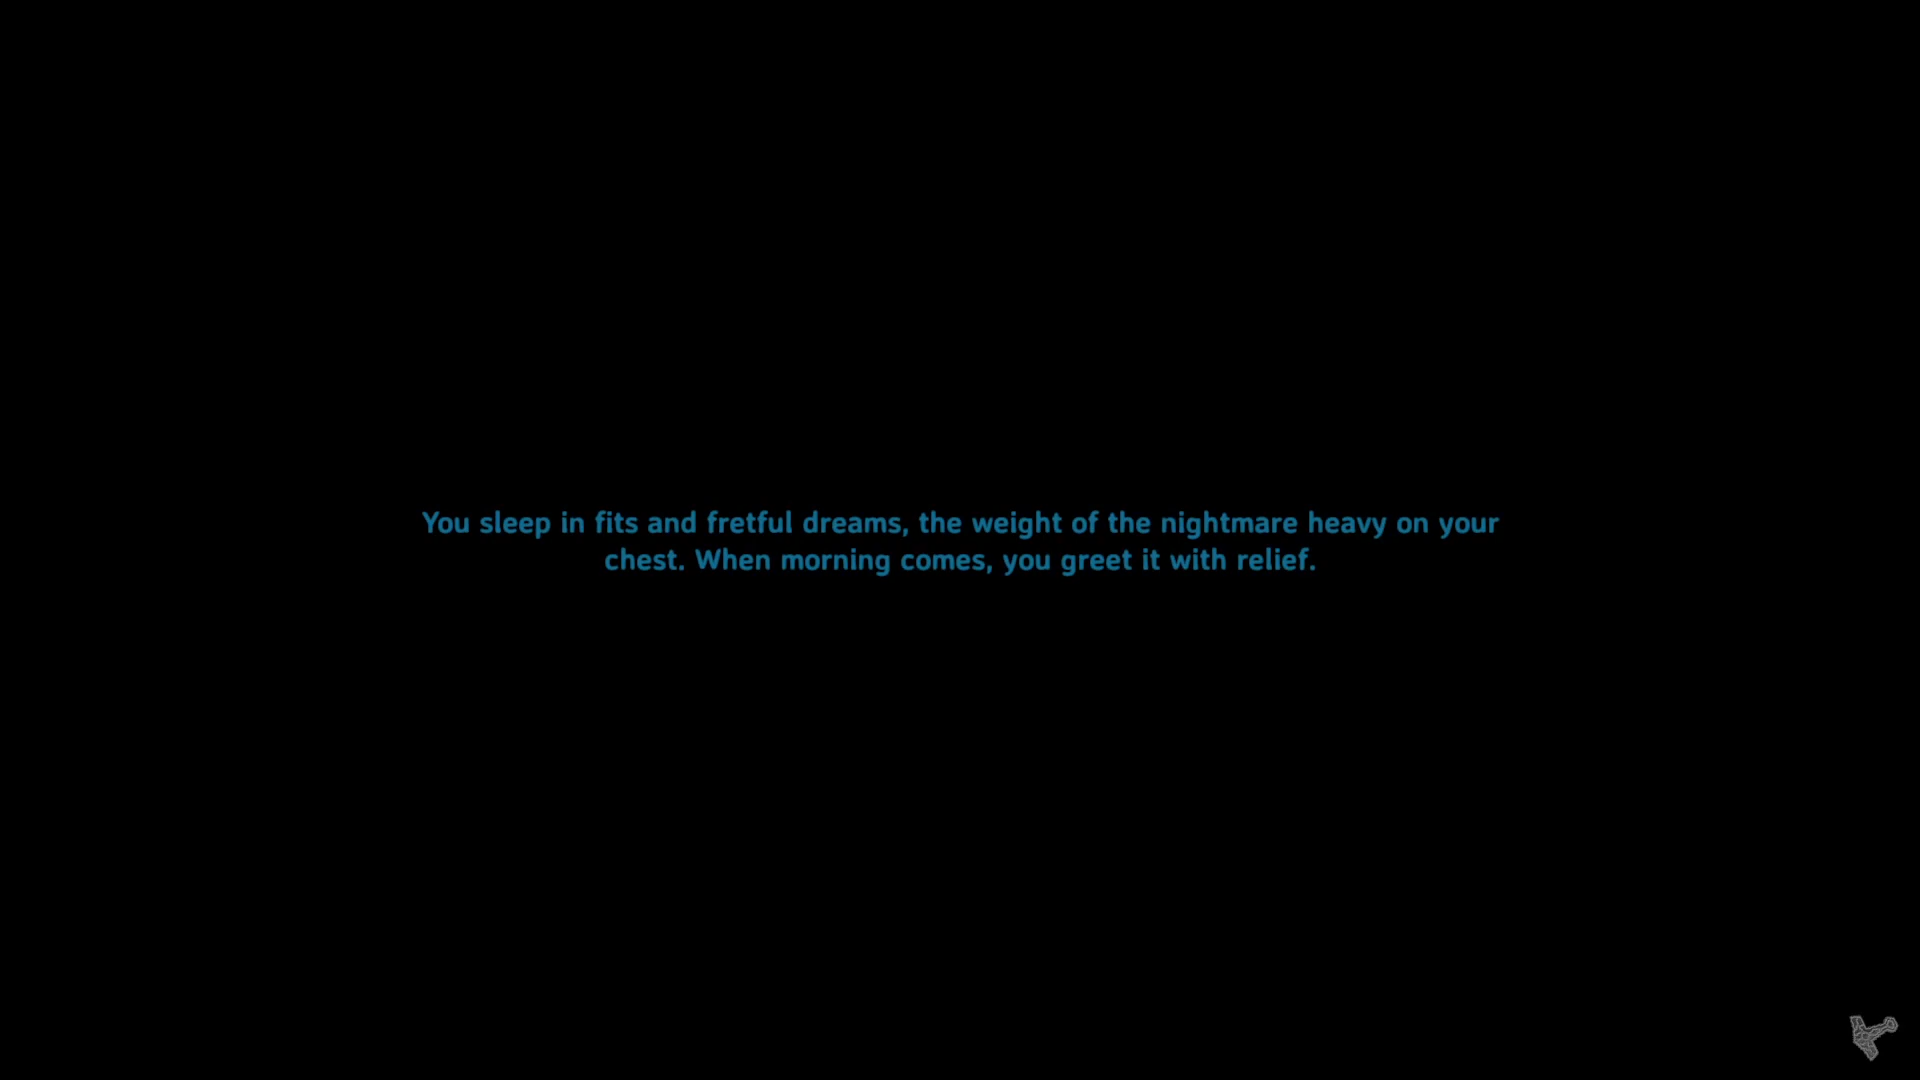 You sleep in fits and fretful dreams, the weight of the nightmare heavy on your
chest. When morning comes, you greet it with relief.